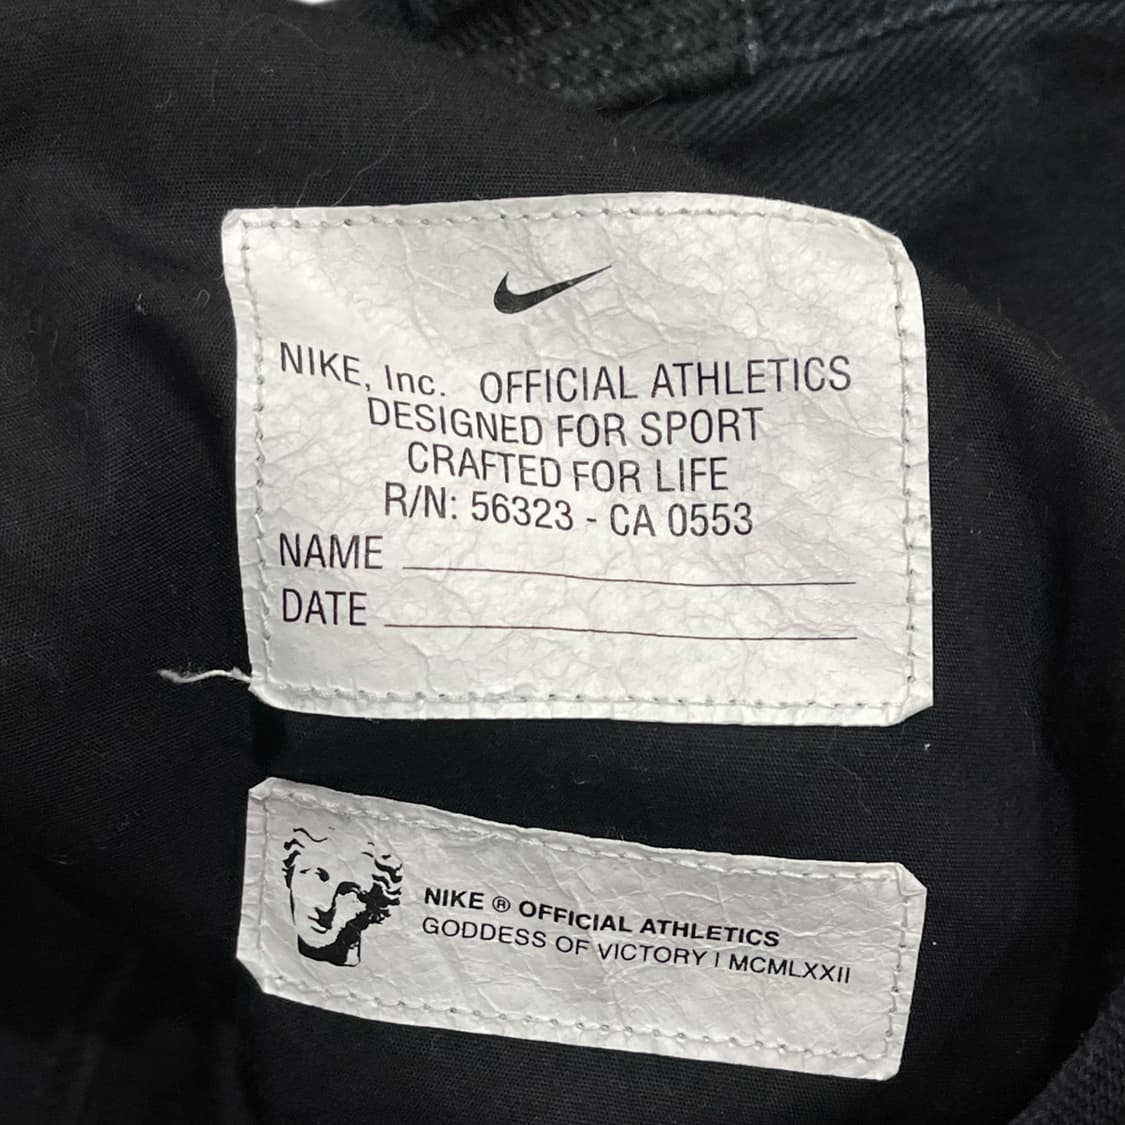 NIKE, Inc. OFFICIAL ATHLETICS
DESIGNED FOR SPORT
CRAFTED FOR LIFE
R/N: 56323 - CA 0553
NAME
DATE
NIKE ® OFFICIAL ATHLETICS
GODDESS OF VICTORY | MCMLXXII